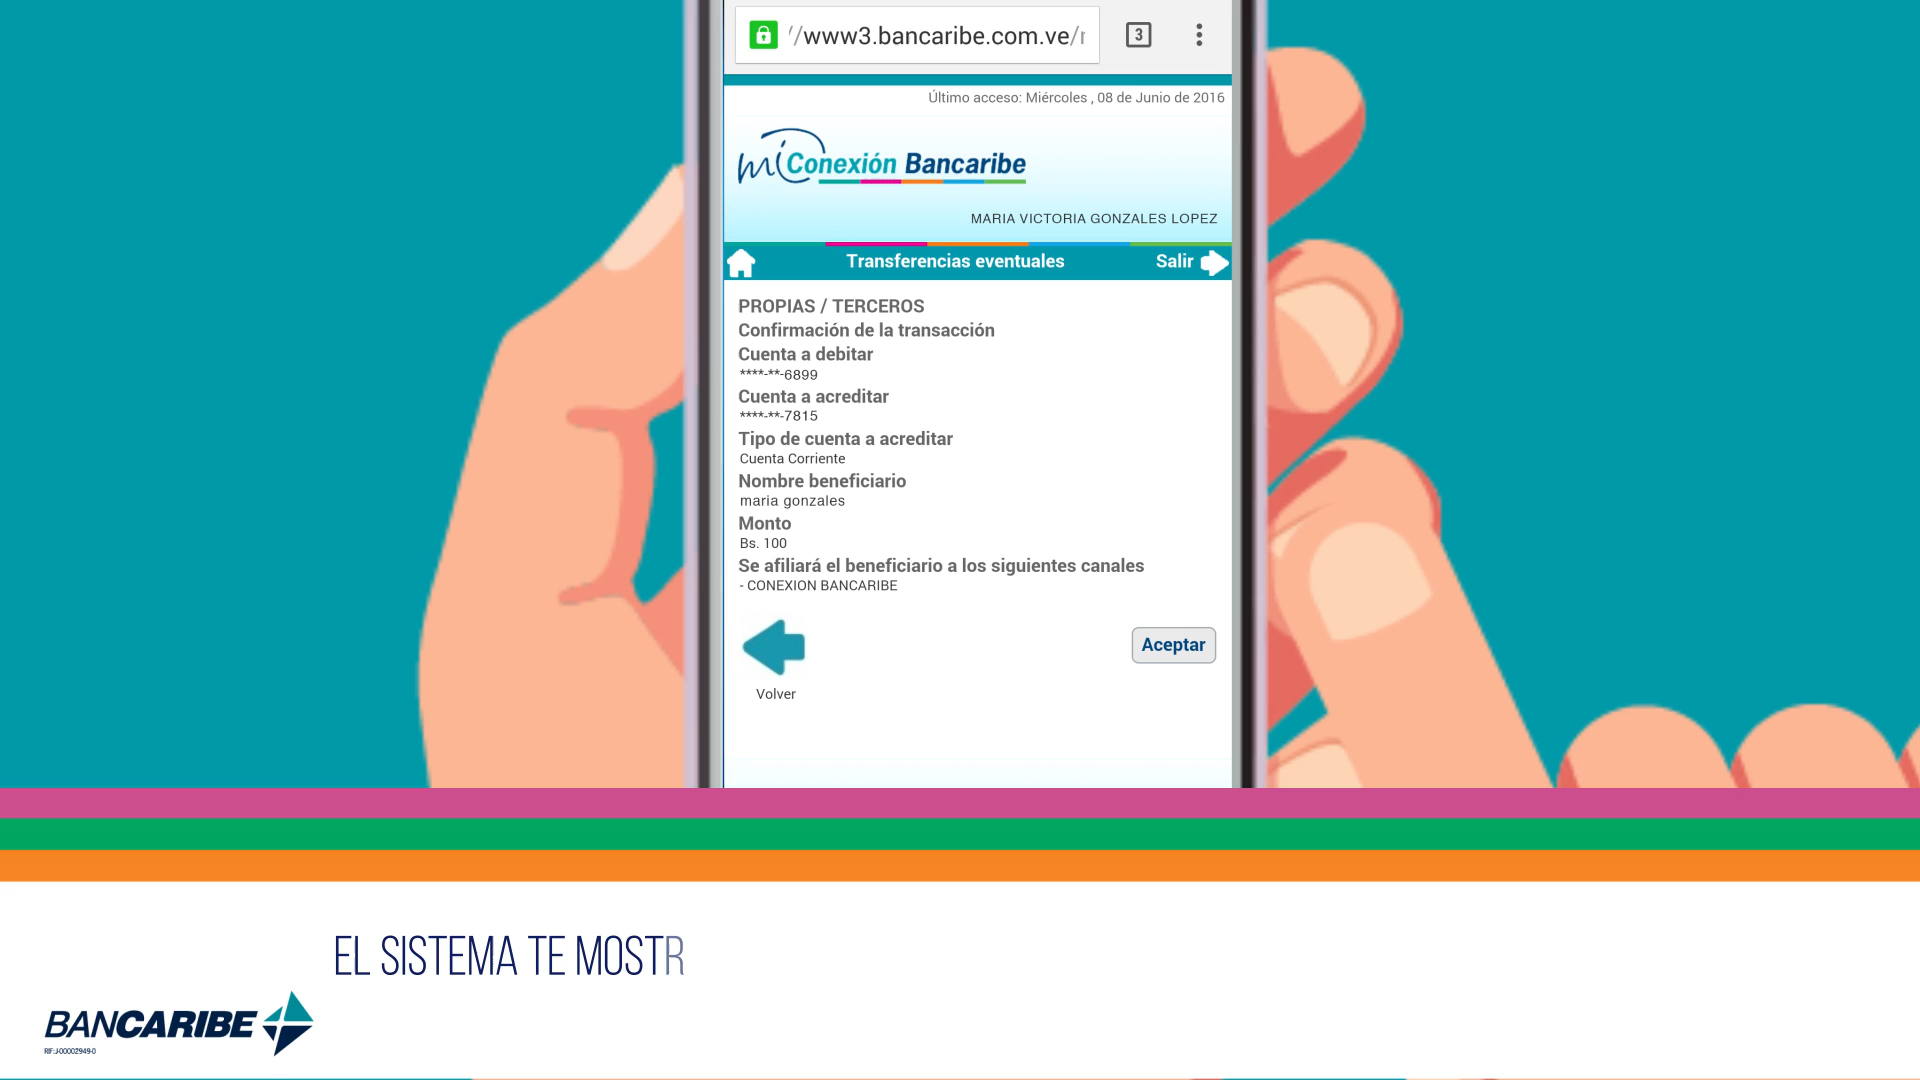 //www3.bancaribe.com.ve/
3
Último acceso: Miércoles , 08 de Junio de 2016
mi Conexión Bancaribe
MARIA VICTORIA GONZALES LOPEZ
Transferencias eventuales
Salir
PROPIAS / TERCEROS
Confirmación de la transacción
Cuenta a debitar
****-**-6899
Cuenta a acreditar
****-**-7815
Tipo de cuenta a acreditar
Cuenta Corriente
Nombre beneficiario
maria gonzales
Monto
Bs. 100
Se afiliará el beneficiario a los siguientes canales
- CONEXION BANCARIBE
Aceptar
Volver
EL SISTEMA TE MOSTR
BANCARIBE
RIF:J-00002949-0